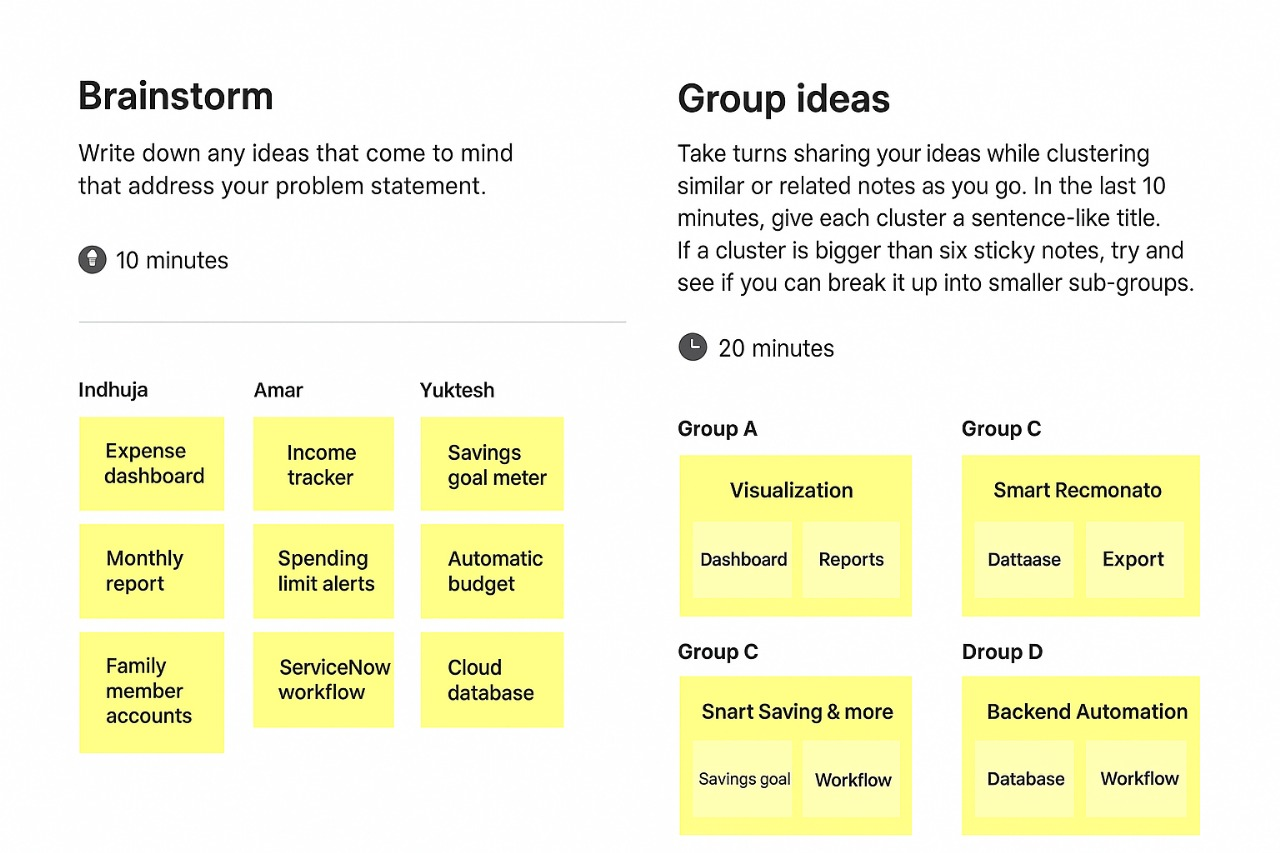 Brainstorm
Write down any ideas that come to mind
that address your problem statement.
10 minutes
Indhuja
Amar
Yuktesh
Expense
dashboard
Income
tracker
Savings
goal meter
Monthly
report
Spending
limit alerts
Automatic
budget
Family
member
accounts
ServiceNow
workflow
Cloud
database
Group ideas
Take turns sharing your ideas while clustering
similar or related notes as you go. In the last 10
minutes, give each cluster a sentence-like title.
If a cluster is bigger than six sticky notes, try and
see if you can break it up into smaller sub-groups.
20 minutes
Group A
Visualization
Dashboard
Reports
Group C
Smart Recmonato
Dattaase
Export
Group C
Snart Saving & more
Savings goal
Workflow
Droup D
Backend Automation
Database
Workflow